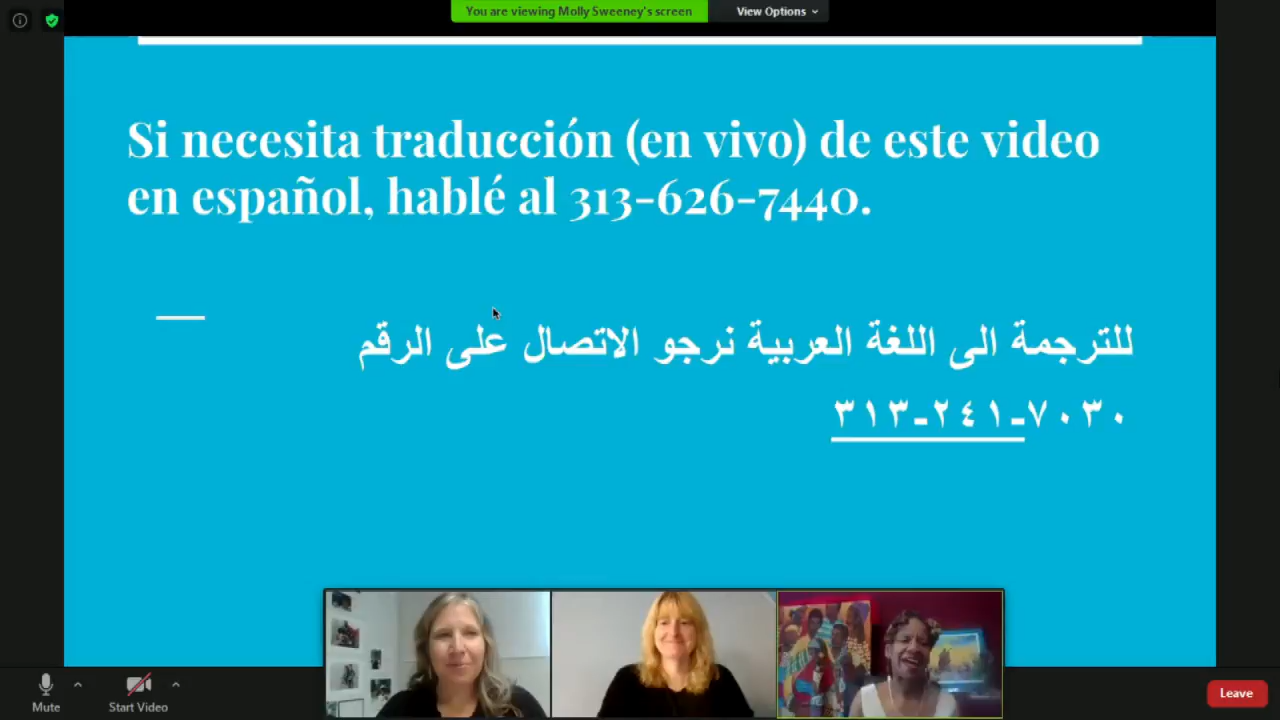 You are viewing Molly Sweeney's screen
View Options
Si necesita traducción (en vivo) de este video
en español, hablé al 313-626-7440.
للترجمة الى اللغة العربية نرجو الاتصال على الرقم
٣١٣-٢٤١-٧٠٣٠
Mute
Start Video
Leave